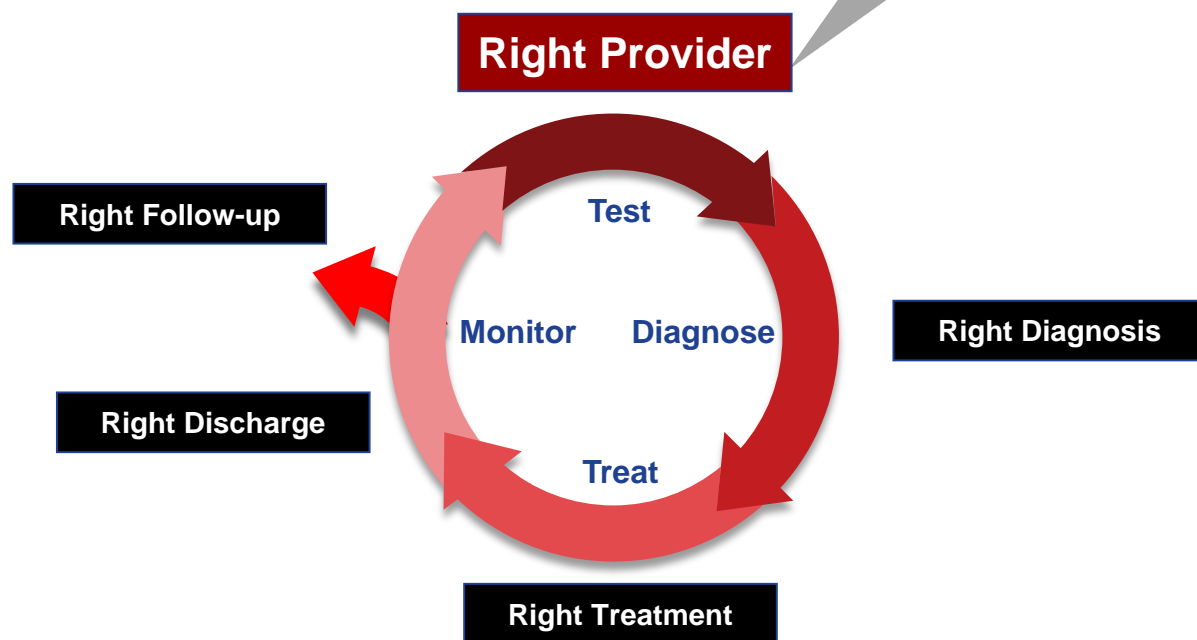 Right Provider
Test
Right Follow-up
Monitor
Diagnose
Right Diagnosis
Right Discharge
Treat
Right Treatment